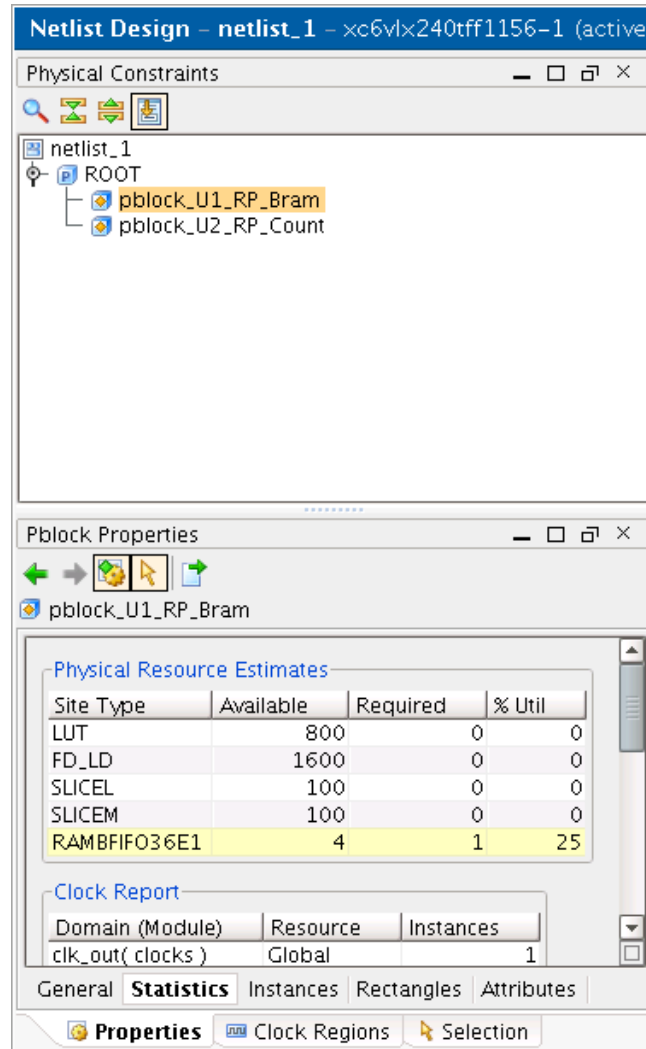 Netlist Design - netlist_1 - xc6vlx240tff1156-1 (active
Physical Constraints
netlist_1
ROOT
pblock_U1_RP_Bram
pblock_U2_RP_Count
Pblock Properties
pblock_U1_RP_Bram
Physical Resource Estimates
Site Type Available Required % Util
LUT 800 0 0
FD_LD 1600 0 0
SLICEL 100 0 0
SLICEM 100 0 0
RAMBFIFO36E1 4 1 25
Clock Report
Domain (Module) Resource Instances
clk_out( clocks ) Global 1
General Statistics Instances Rectangles Attributes
Properties Clock Regions Selection